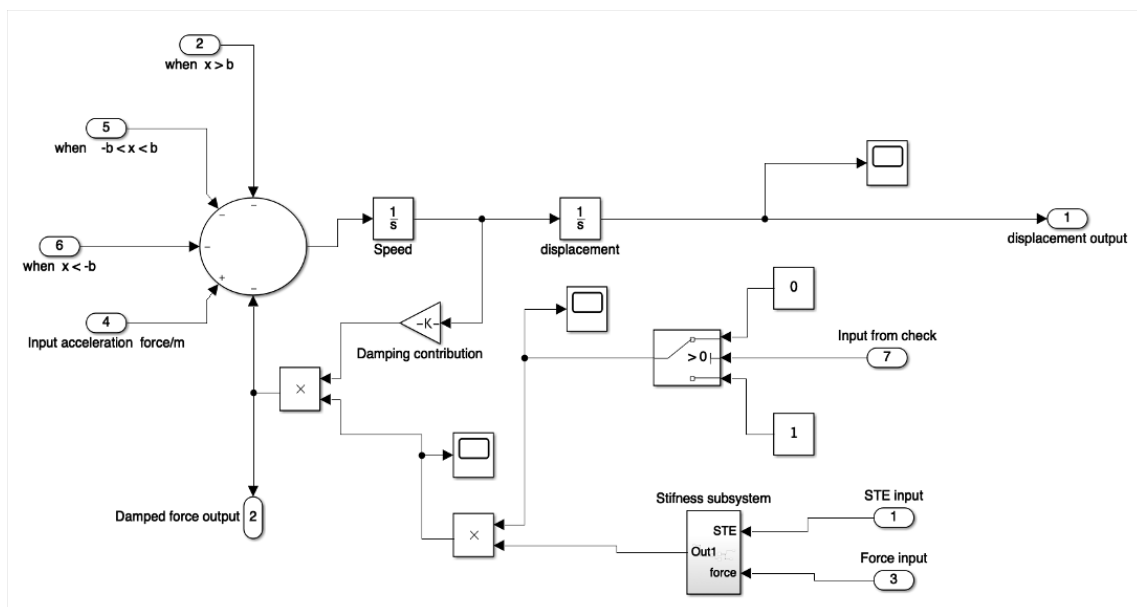 2
when x > b
5
when -b < x < b
6
when x < -b
4
Input acceleration force/m
− − − + −
1
s
Speed
1
s
displacement
1
displacement output
-K-
Damping contribution
×
0
> 0
Input from check
7
1
Damped force output
2
×
Stifness subsystem
STE
Out1
force
STE input
1
Force input
3